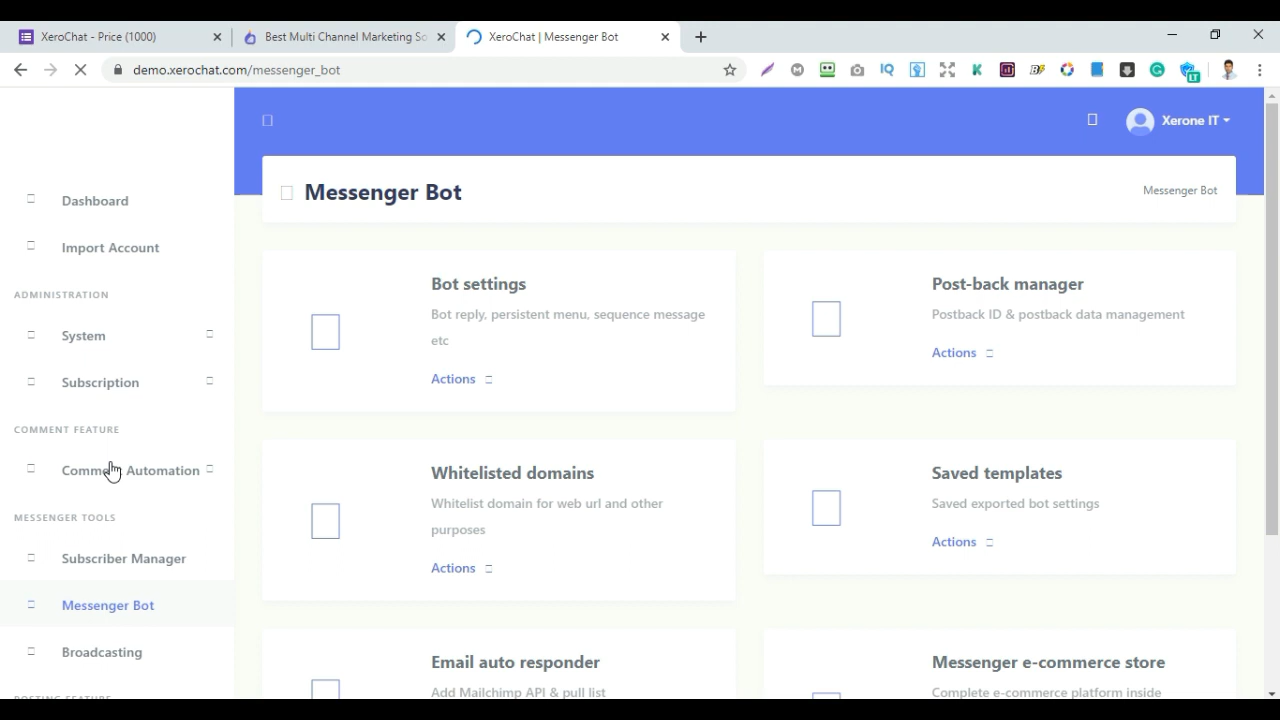 XeroChat - Price (1000)
Best Multi Channel Marketing So
XeroChat | Messenger Bot
demo.xerochat.com/messenger_bot
Xerone IT
Messenger Bot
Messenger Bot
Dashboard
Import Account
ADMINISTRATION
System
Subscription
COMMENT FEATURE
Comment Automation
MESSENGER TOOLS
Subscriber Manager
Messenger Bot
Broadcasting
POSTING FEATURE
Bot settings
Bot reply, persistent menu, sequence message
etc
Actions
Post-back manager
Postback ID & postback data management
Actions
Whitelisted domains
Whitelist domain for web url and other
purposes
Actions
Saved templates
Saved exported bot settings
Actions
Email auto responder
Add Mailchimp API & pull list
Messenger e-commerce store
Complete e-commerce platform inside